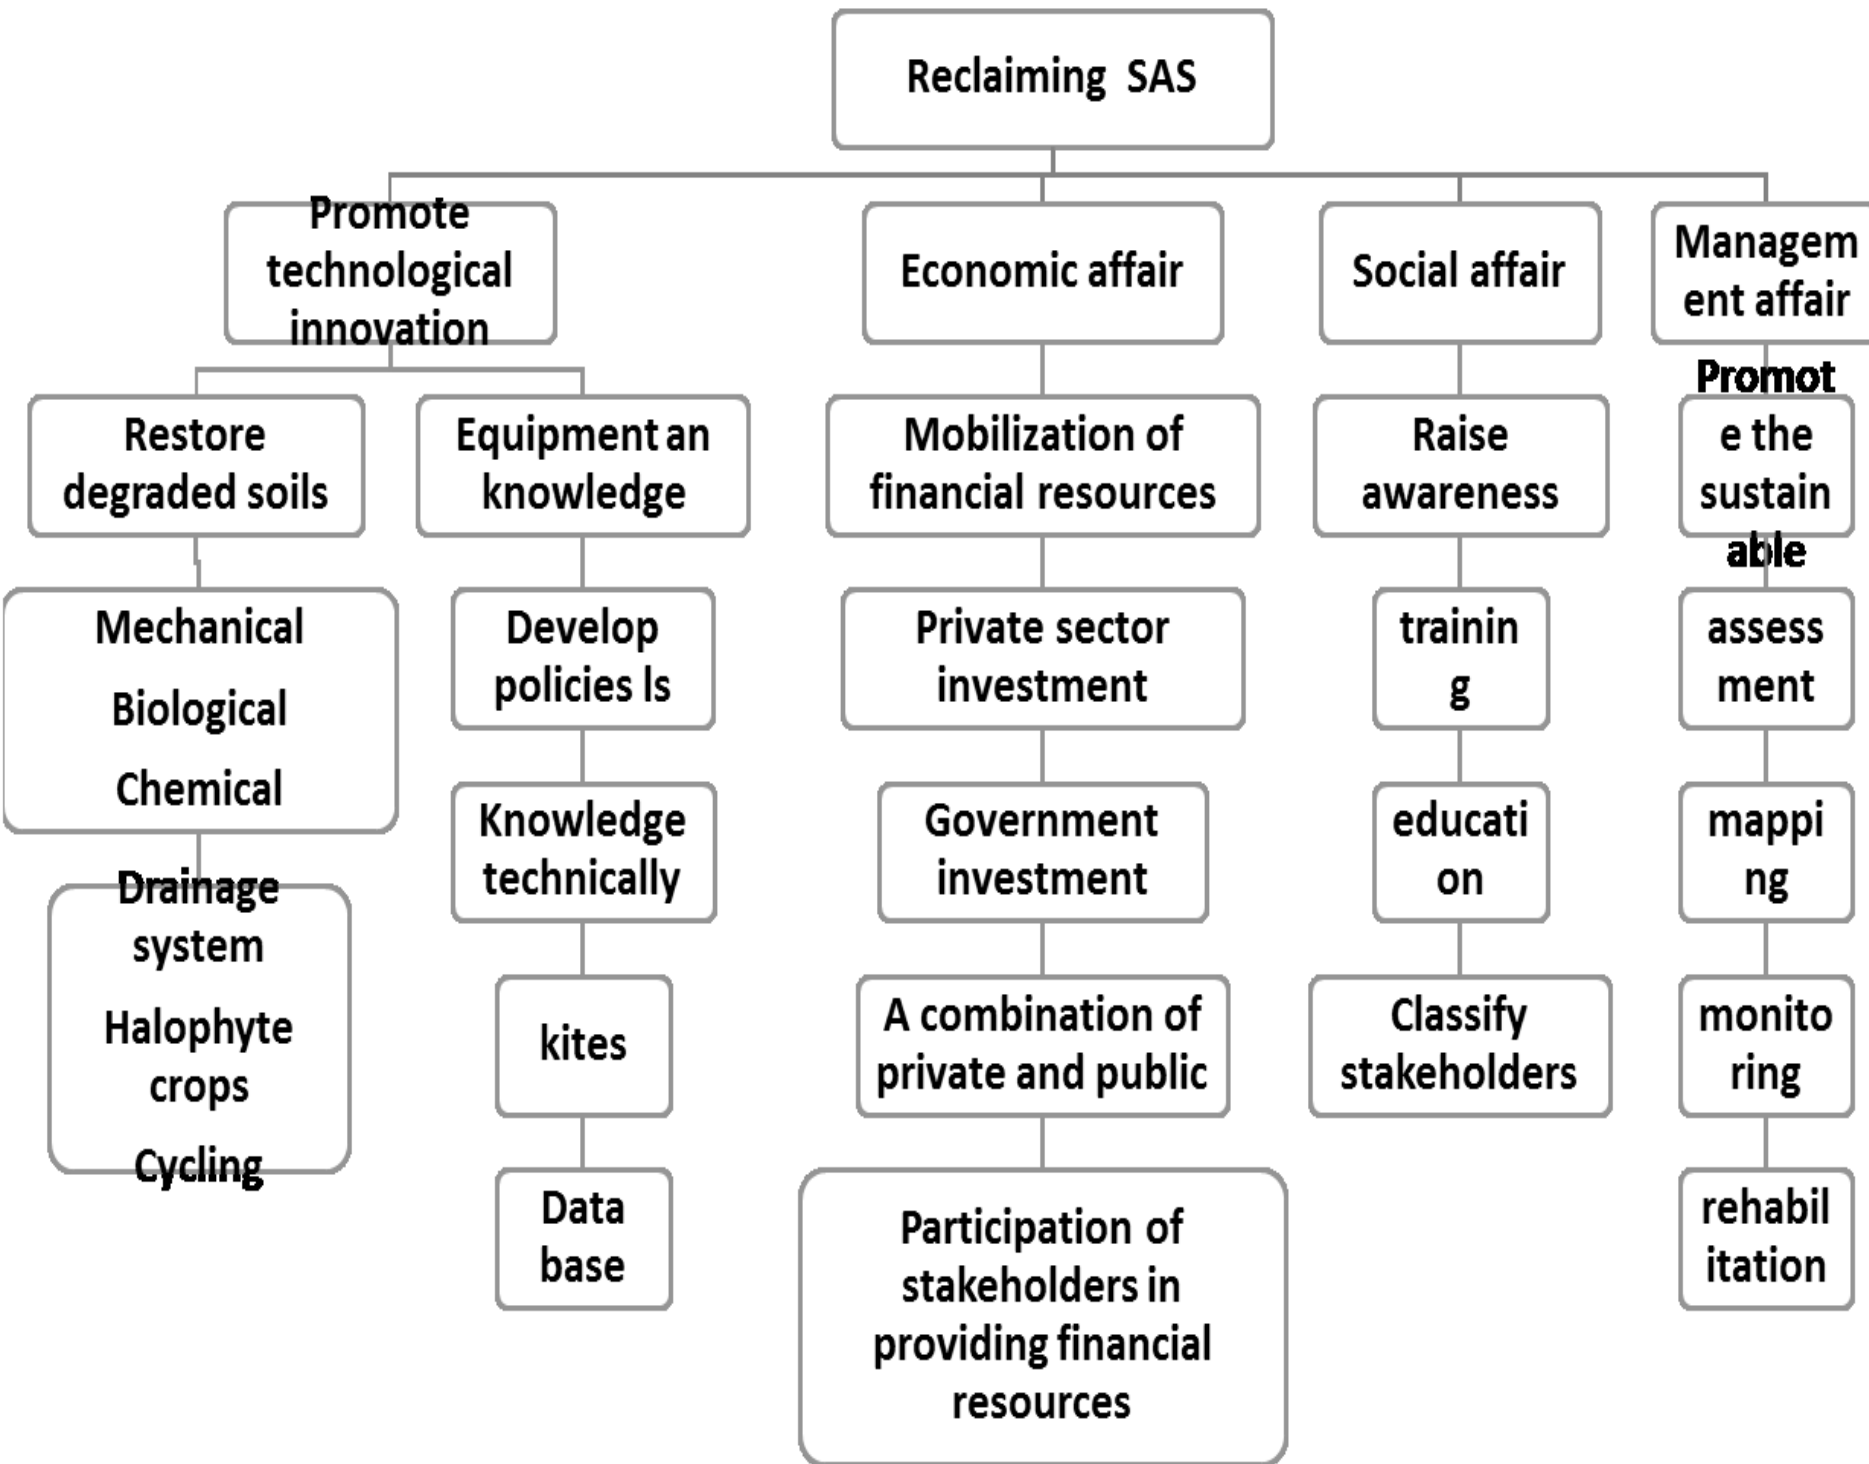 Reclaiming SAS
Promote
technological
innovation
Economic affair
Social affair
Managem
ent affair
Restore
degraded soils
Equipment an
knowledge
Mobilization of
financial resources
Raise
awareness
Promot
e the
sustain
able
Mechanical
Biological
Chemical
Develop
policies ls
Private sector
investment
trainin
g
assess
ment
Knowledge
technically
Government
investment
educati
on
mappi
ng
Drainage
system
Halophyte
crops
Cycling
kites
A combination of
private and public
Classify
stakeholders
monito
ring
Data
base
Participation of
stakeholders in
providing financial
resources
rehabil
itation